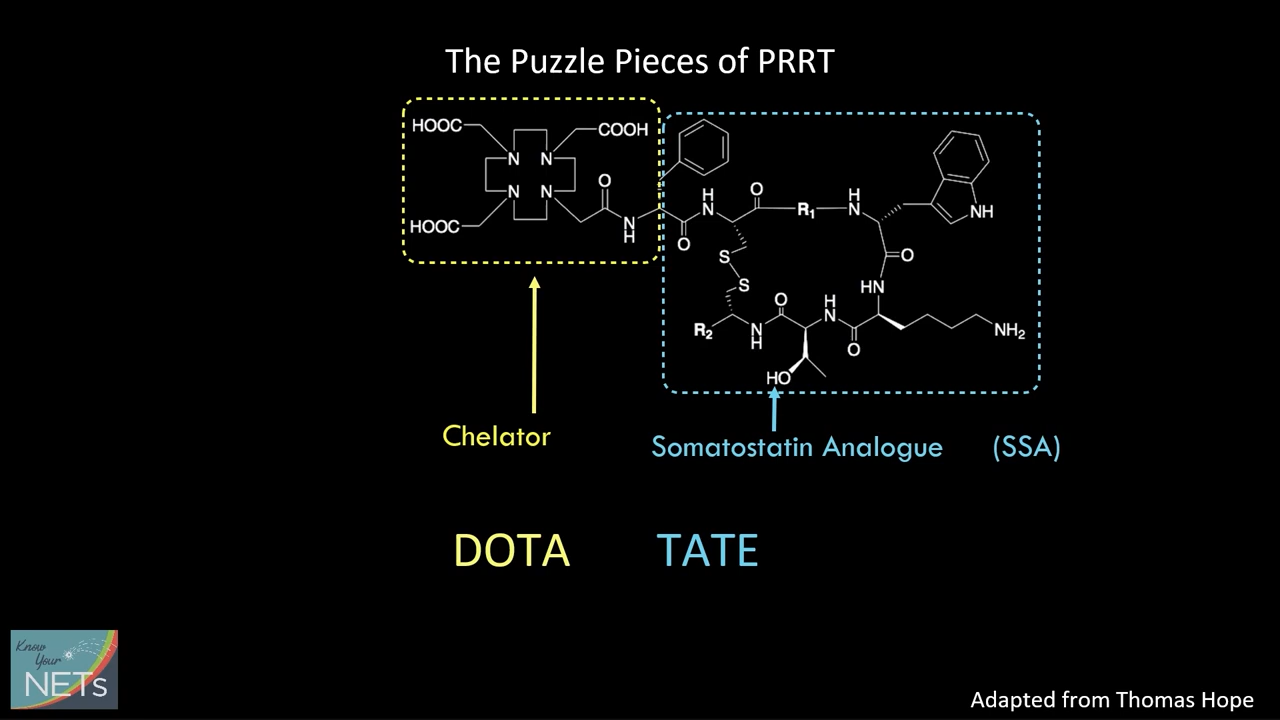 The Puzzle Pieces of PRRT
HOOC
COOH
N
N
N
N
O
HOOC
N
H
O
H
N
O
R₁
H
N
NH
S
S
O
HN
R₂
N
H
O
H
N
O
NH₂
HO
Chelator
Somatostatin Analogue (SSA)
DOTA TATE
Know
Your
NETs
Adapted from Thomas Hope